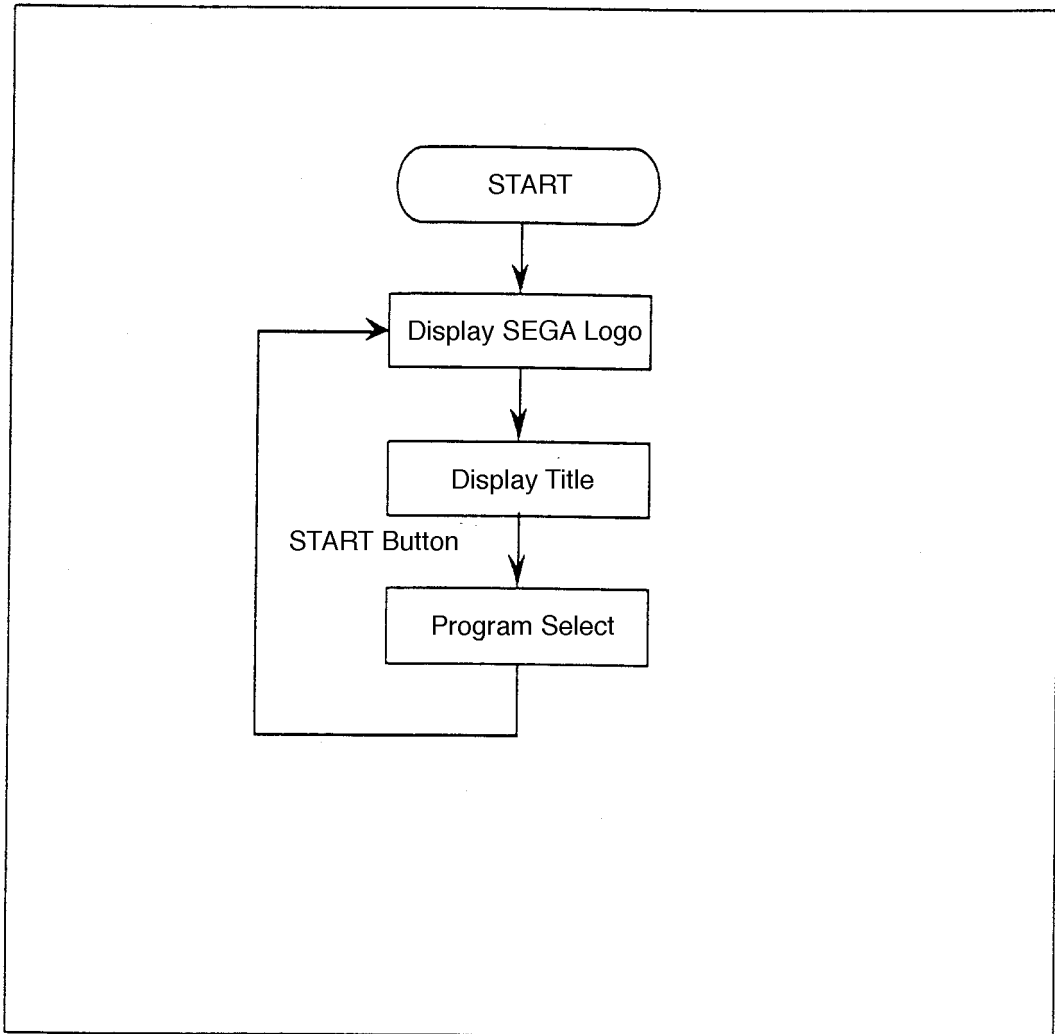 START
Display SEGA Logo
Display Title
START Button
Program Select